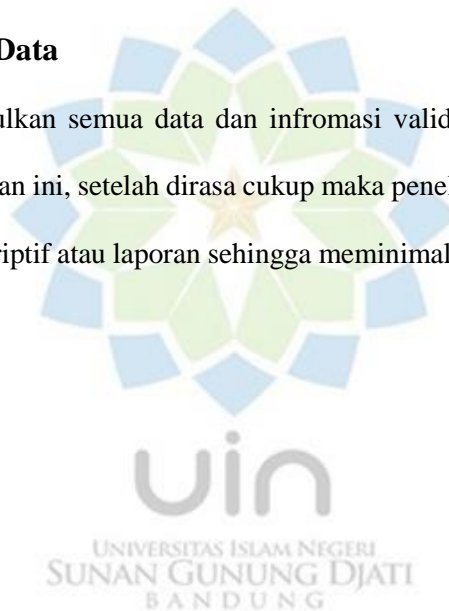 Data
ulkan semua data dan infromasi valid
an ini, setelah dirasa cukup maka penel
riptif atau laporan sehingga meminimal
uin
UNIVERSITAS ISLAM NEGERI
SUNAN GUNUNG DJATI
BANDUNG